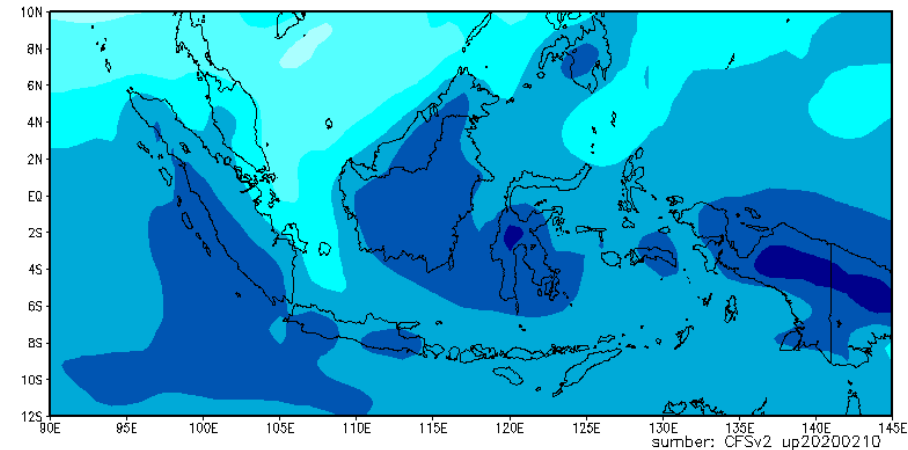 10N
8N
6N
4N
2N
EQ
2S
4S
6S
8S
10S
12S
90E 95E 100E 105E 110E 115E 120E 125E 130E 135E 140E 145E
sumber: CFSv2 up20200210